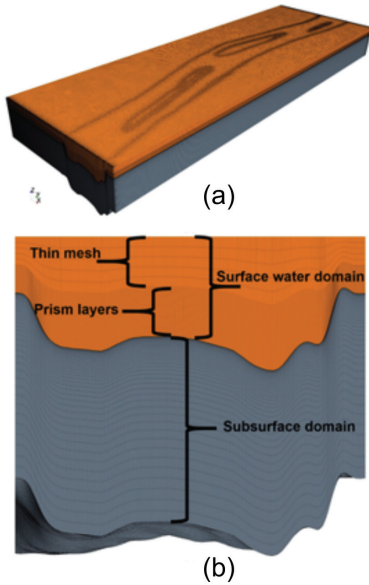 (a)
Thin mesh
Surface water domain
Prism layers
Subsurface domain
(b)